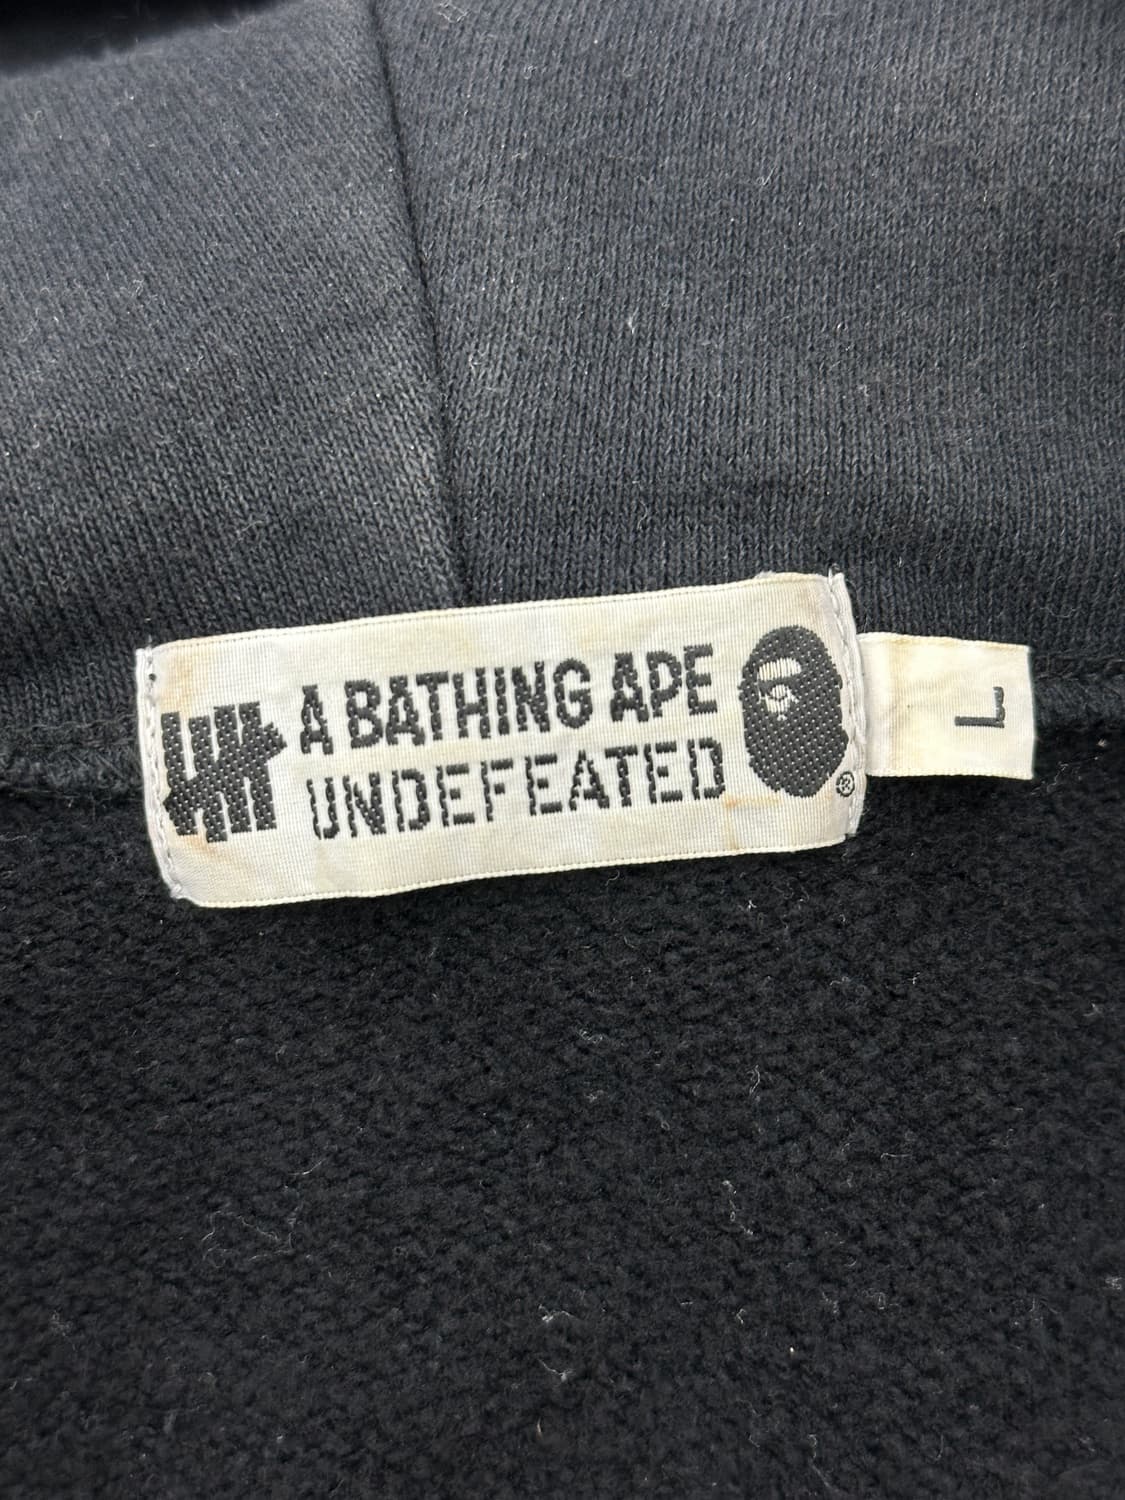 A BATHING APE
UNDEFEATED
®
L